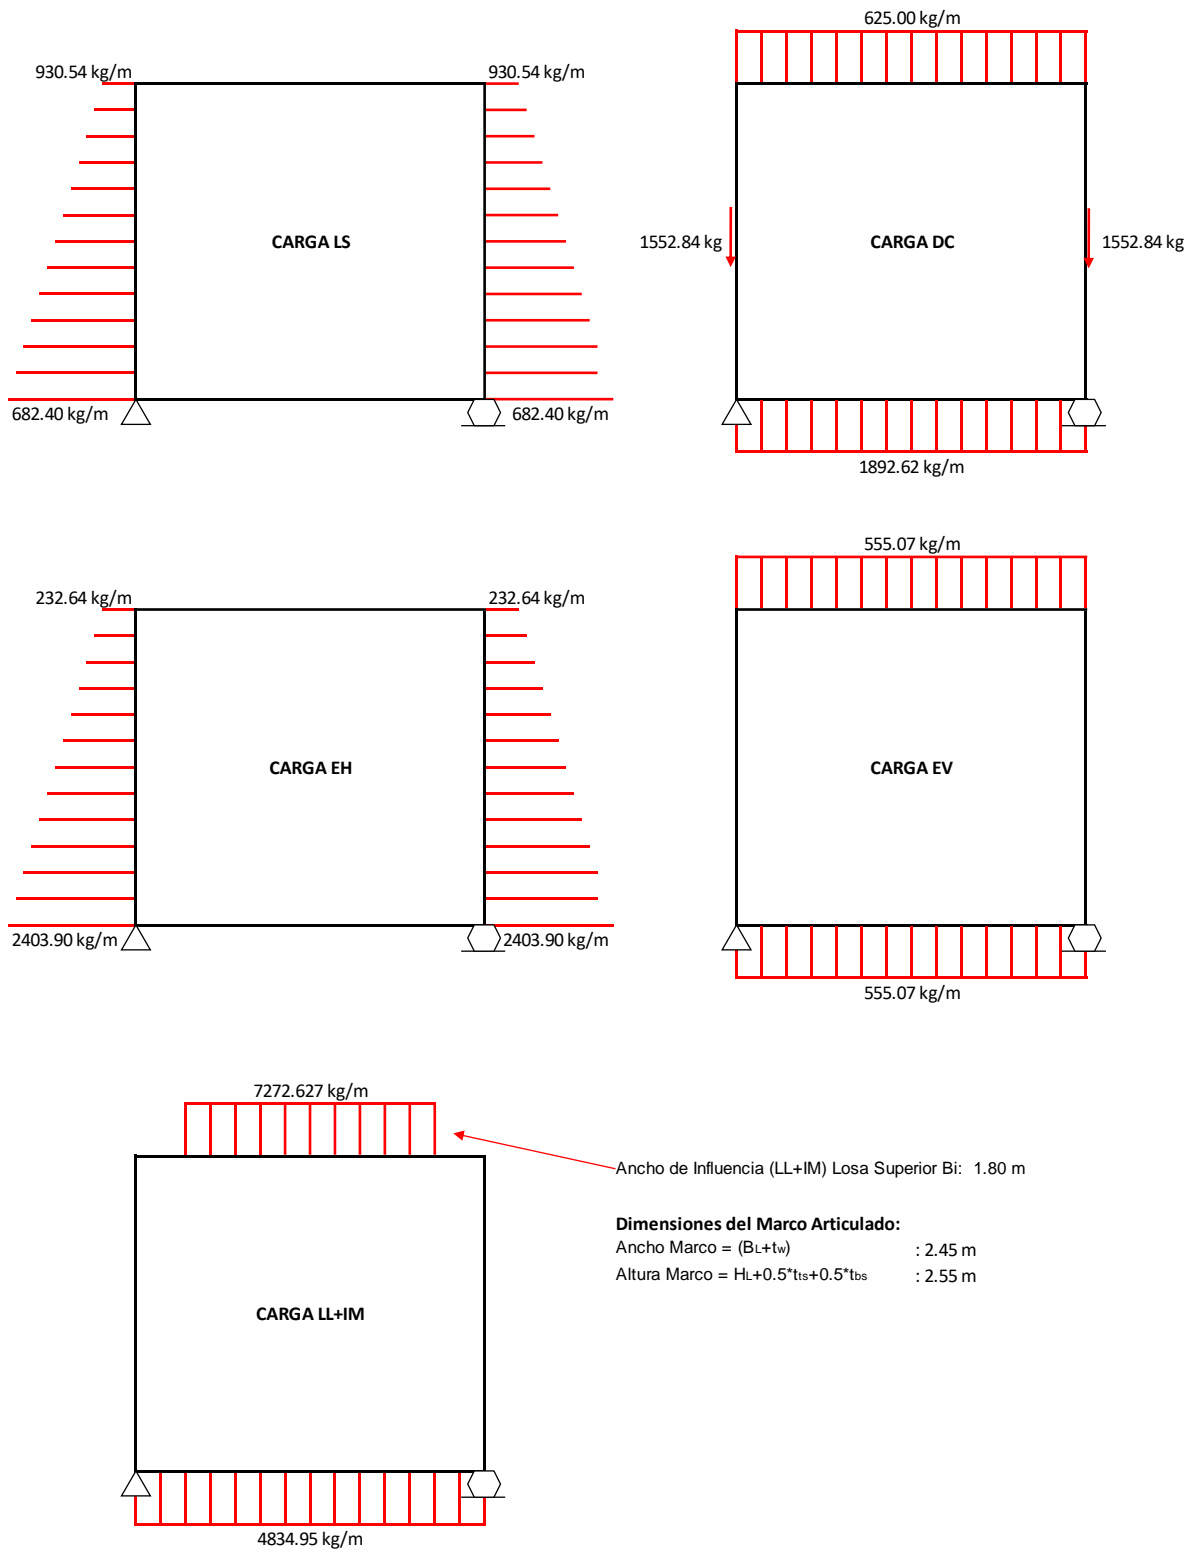 625.00 kg/m
930.54 kg/m
930.54 kg/m
CARGA LS
1552.84 kg
CARGA DC
1552.84 kg
682.40 kg/m
682.40 kg/m
1892.62 kg/m
555.07 kg/m
232.64 kg/m
232.64 kg/m
CARGA EH
CARGA EV
2403.90 kg/m
2403.90 kg/m
555.07 kg/m
7272.627 kg/m
Ancho de Influencia (LL+IM) Losa Superior Bi: 1.80 m
Dimensiones del Marco Articulado:
Ancho Marco = (BL+tw) : 2.45 m
Altura Marco = HL+0.5*tts+0.5*tbs : 2.55 m
CARGA LL+IM
4834.95 kg/m